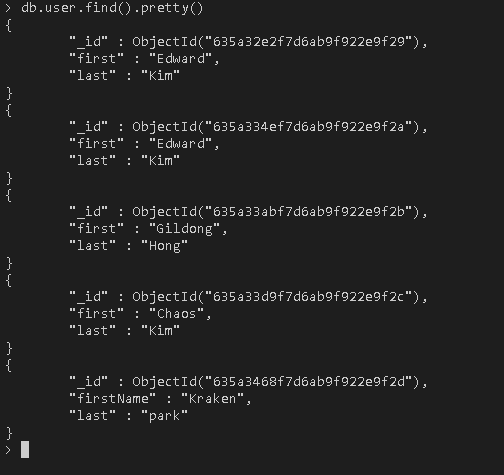 > db.user.find().pretty()
{
"_id" : ObjectId("635a32e2f7d6ab9f922e9f29"),
"first" : "Edward",
"last" : "Kim"
}
{
"_id" : ObjectId("635a334ef7d6ab9f922e9f2a"),
"first" : "Edward",
"last" : "Kim"
}
{
"_id" : ObjectId("635a33abf7d6ab9f922e9f2b"),
"first" : "Gildong",
"last" : "Hong"
}
{
"_id" : ObjectId("635a33d9f7d6ab9f922e9f2c"),
"first" : "Chaos",
"last" : "Kim"
}
{
"_id" : ObjectId("635a3468f7d6ab9f922e9f2d"),
"firstName" : "Kraken",
"last" : "park"
}
>